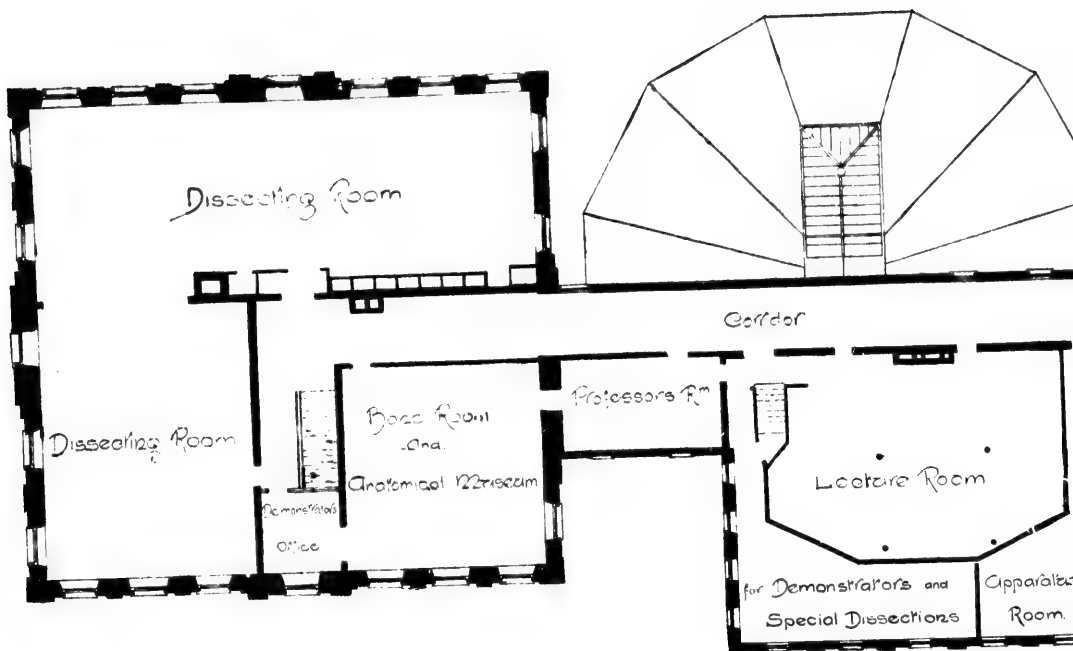 Dissecting Room
Corridor
Professors Rm
Dissecting Room
Bone Room
And
Anatomical Museum
Lecture Room
Demonstrators
Office
for Demonstrators and
Special Dissections
Apparatus
Room.